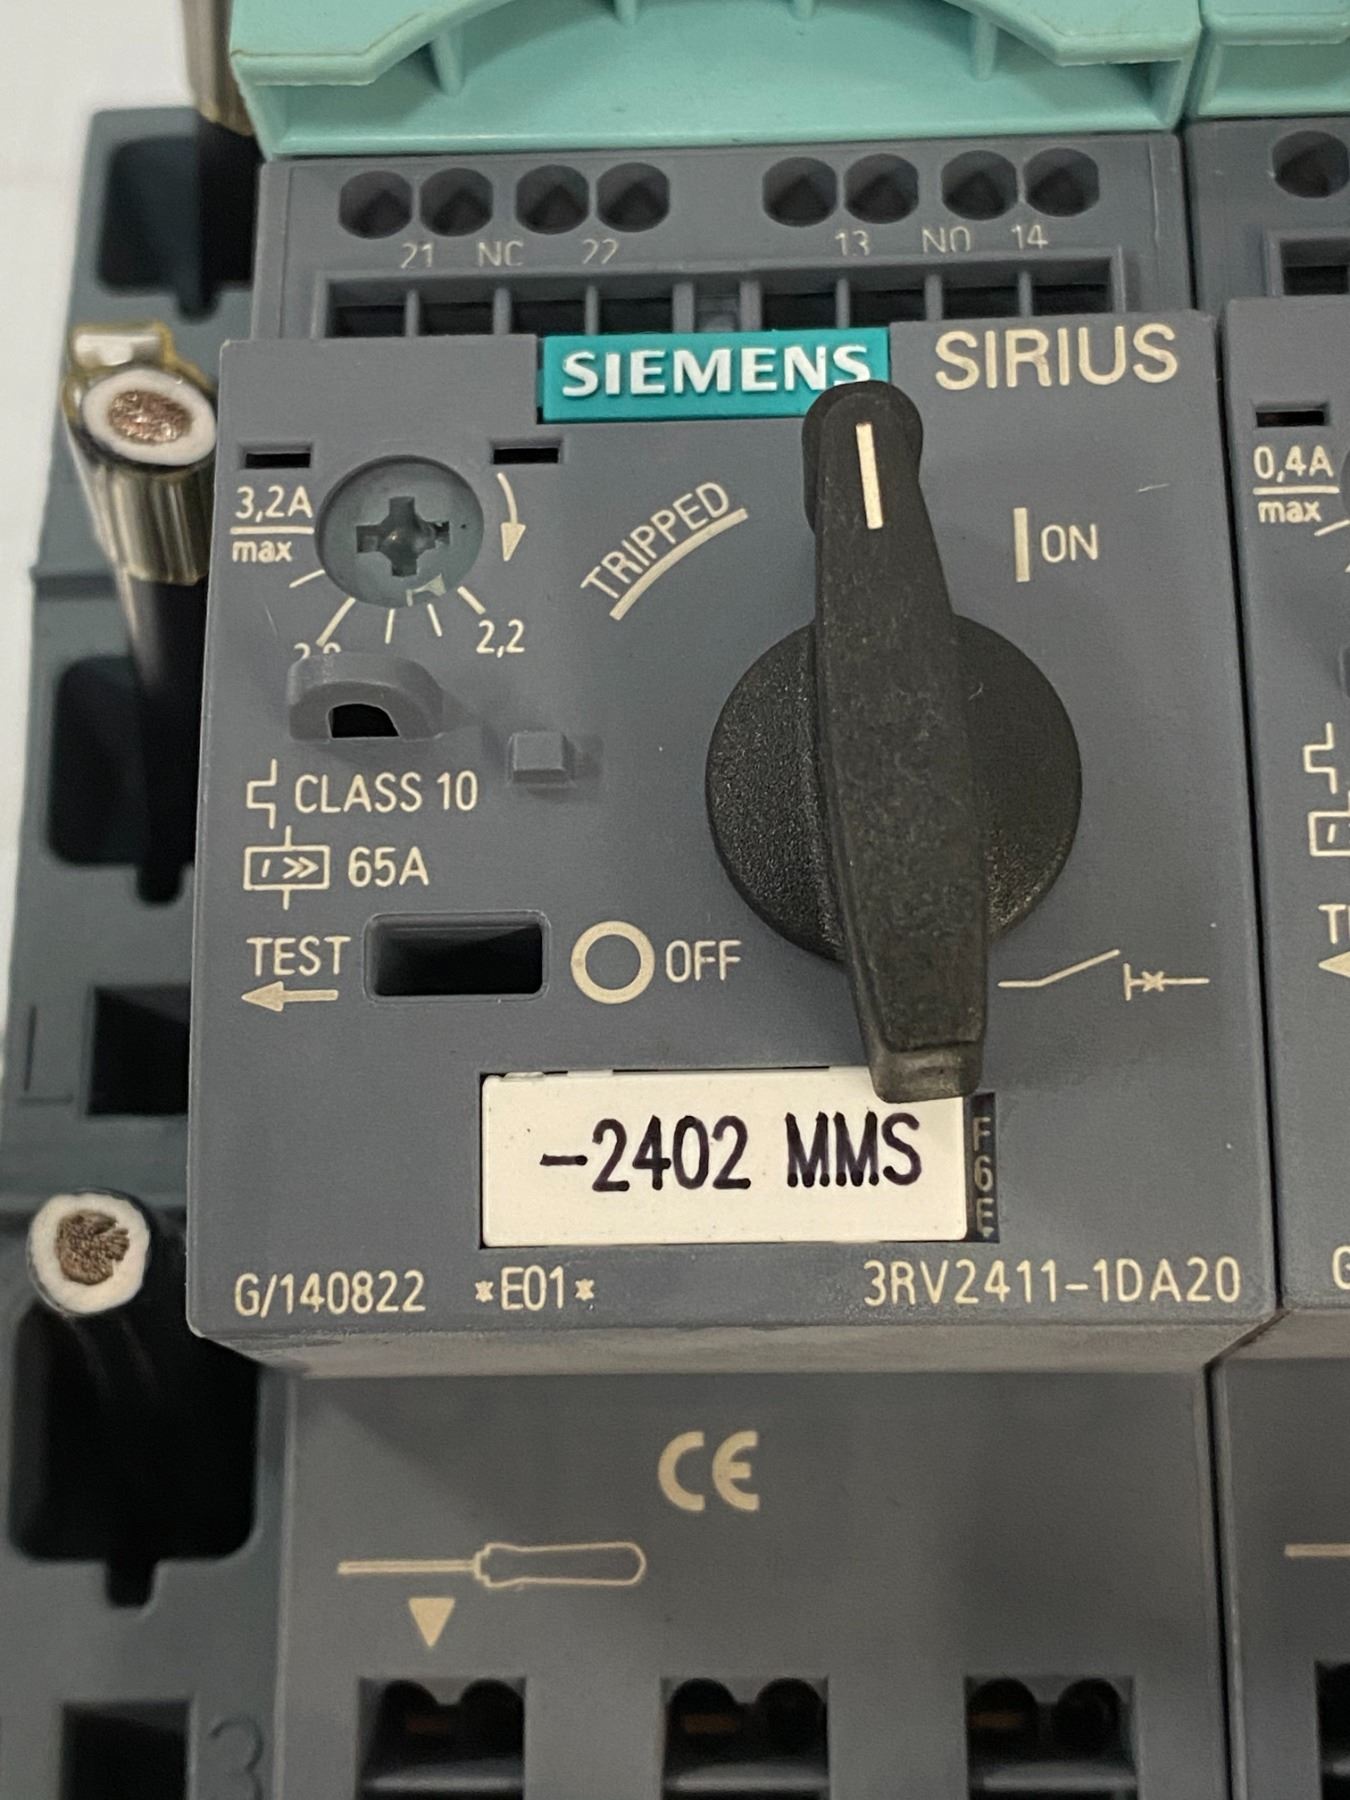 21 NC 22 13 NO 14
SIEMENS SIRIUS
3,2A
max
2,2
TRIPPED
ON
CLASS 10
I>> 65A
TEST
OFF
-2402 MMS
G/140822 *E01* 3RV2411-1DA20
CE
0,4A
max
3